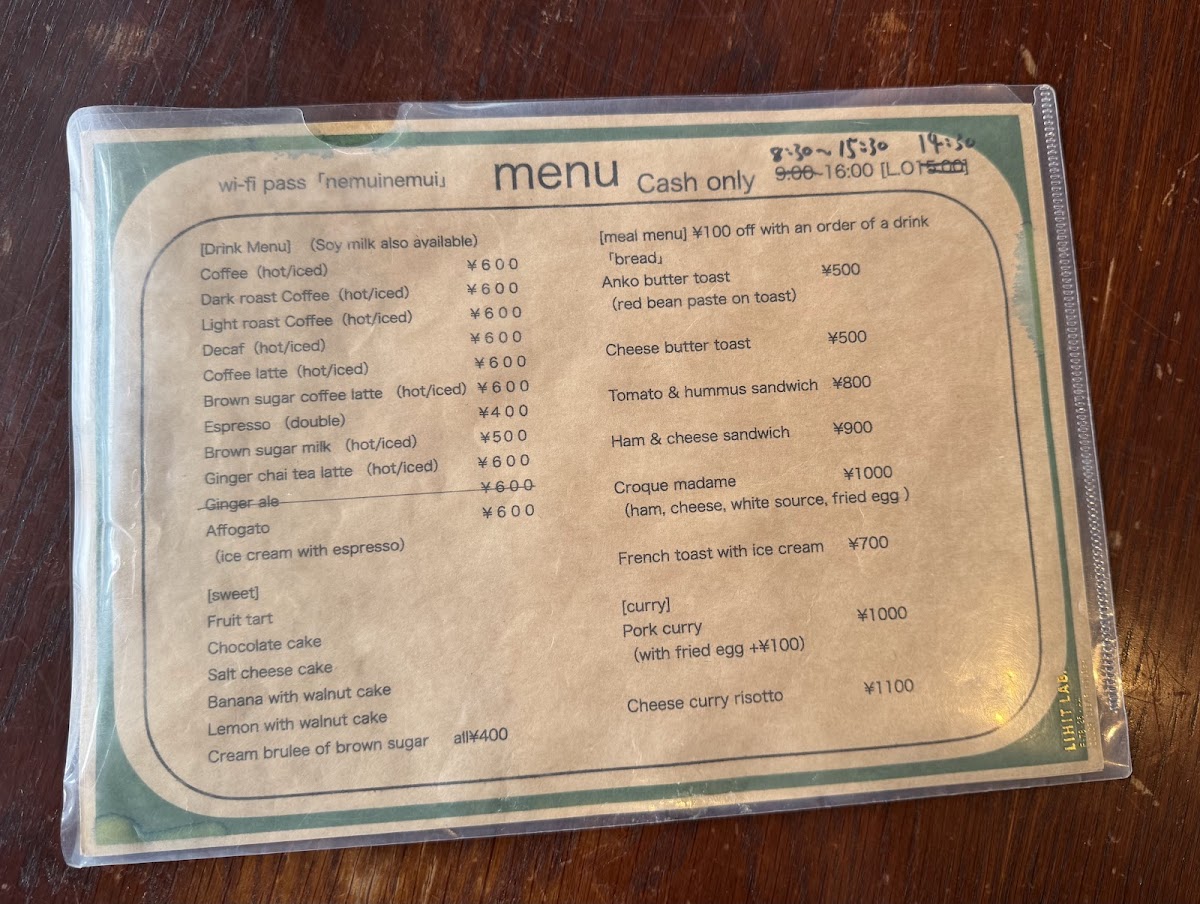 wi-fi pass「nemuinemui」 menu Cash only
8:30~15:30 14:30
9:00~16:00 [LO15:00]
[Drink Menu] (Soy milk also available)
Coffee (hot/iced) ¥600
Dark roast Coffee (hot/iced) ¥600
Light roast Coffee (hot/iced) ¥600
Decaf (hot/iced) ¥600
Coffee latte (hot/iced) ¥600
Brown sugar coffee latte (hot/iced) ¥600
Espresso (double) ¥400
Brown sugar milk (hot/iced) ¥500
Ginger chai tea latte (hot/iced) ¥600
Ginger ale ¥600
Affogato ¥600
(ice cream with espresso)
[sweet]
Fruit tart
Chocolate cake
Salt cheese cake
Banana with walnut cake
Lemon with walnut cake
Cream brulee of brown sugar all¥400
[meal menu] ¥100 off with an order of a drink
「bread」
Anko butter toast ¥500
(red bean paste on toast)
Cheese butter toast ¥500
Tomato & hummus sandwich ¥800
Ham & cheese sandwich ¥900
Croque madame ¥1000
(ham, cheese, white source, fried egg )
French toast with ice cream ¥700
[curry]
Pork curry ¥1000
(with fried egg +¥100)
Cheese curry risotto ¥1100
LIHIT LAB.